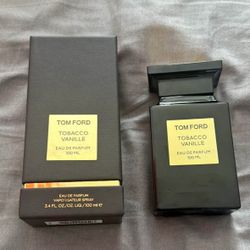 TOM FORD
TOBACCO
VANILLE
EAU DE PARFUM
100 ML
EAU DE PARFUM
VAPORISATEUR SPRAY
3.4 FL. OZ./OZ. LIQ./100 ml e
TOM FORD
TOBACCO
VANILLE
EAU DE PARFUM
100 ML